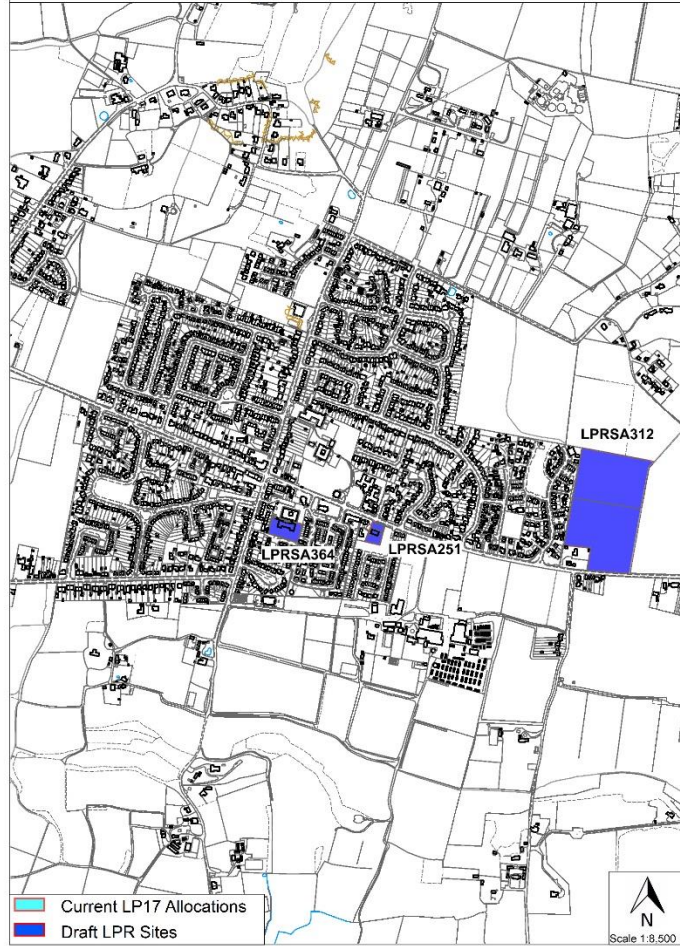 LPRSA312
LPRSA364
LPRSA251
Current LP17 Allocations
Draft LPR Sites
N
Scale 1:8,500